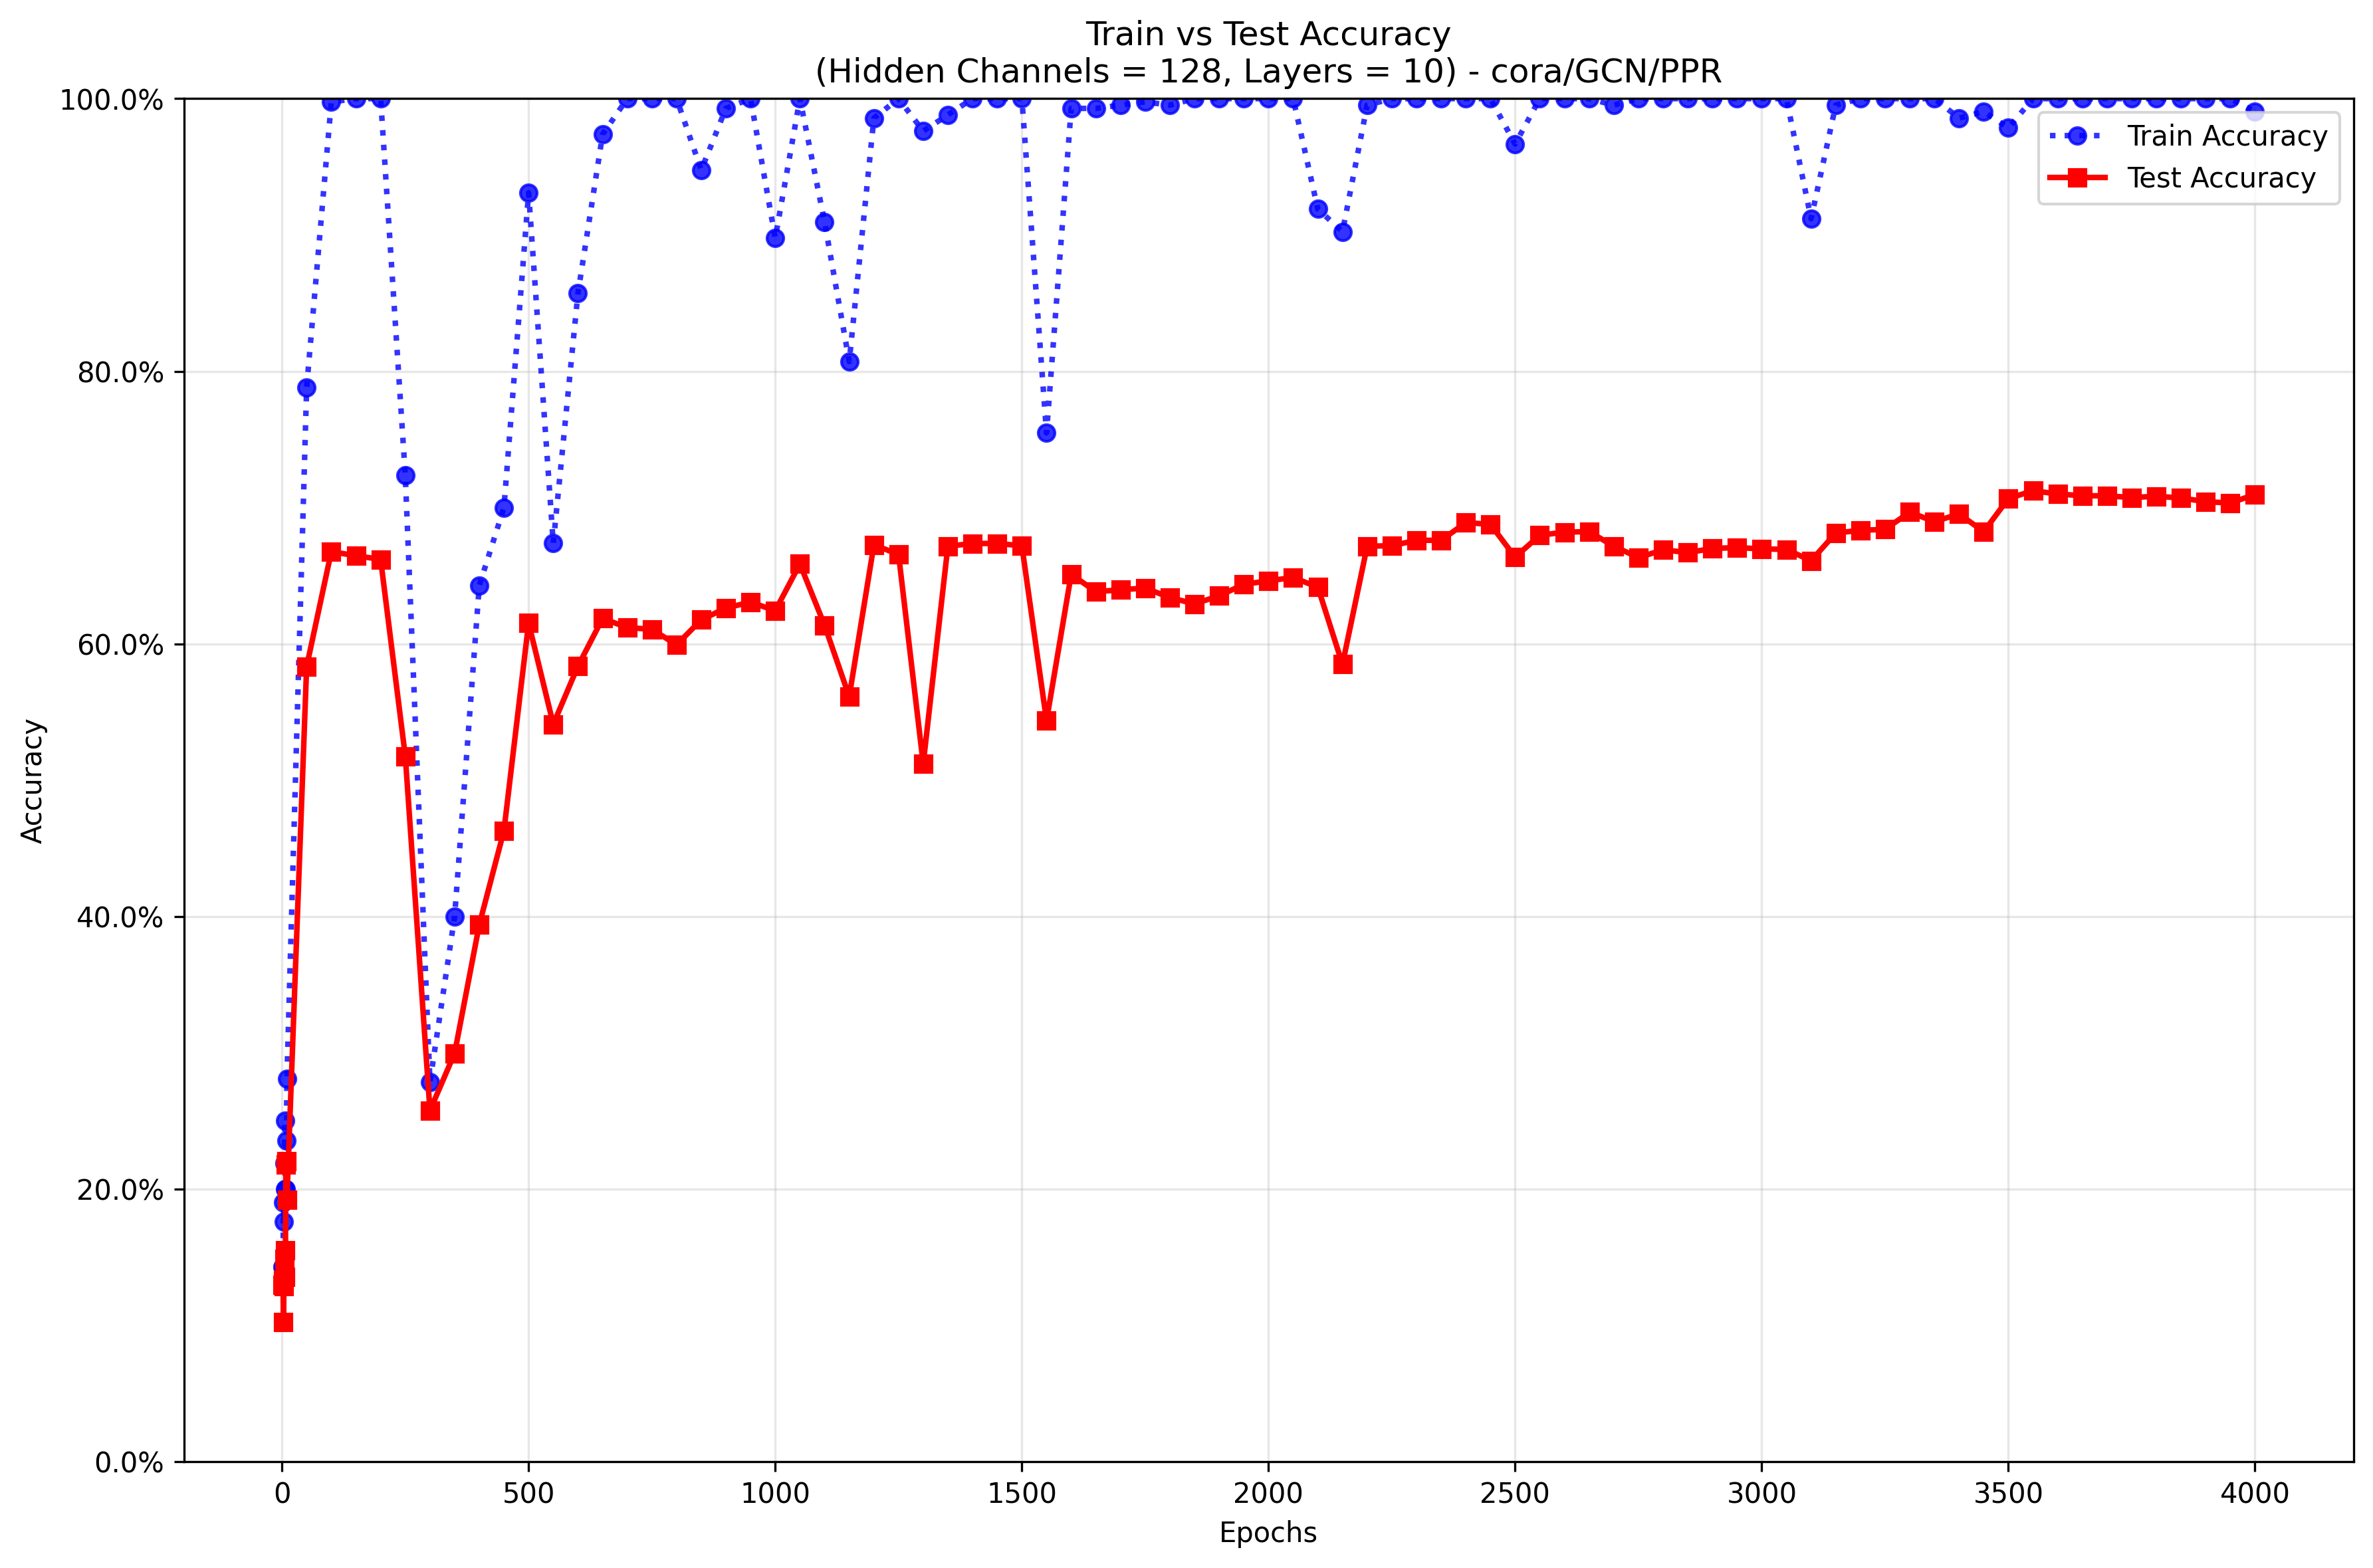 Train vs Test Accuracy
(Hidden Channels = 128, Layers = 10) - cora/GCN/PPR
100.0%
80.0%
60.0%
40.0%
20.0%
0.0%
Accuracy
Train Accuracy
Test Accuracy
0 500 1000 1500 2000 2500 3000 3500 4000
Epochs